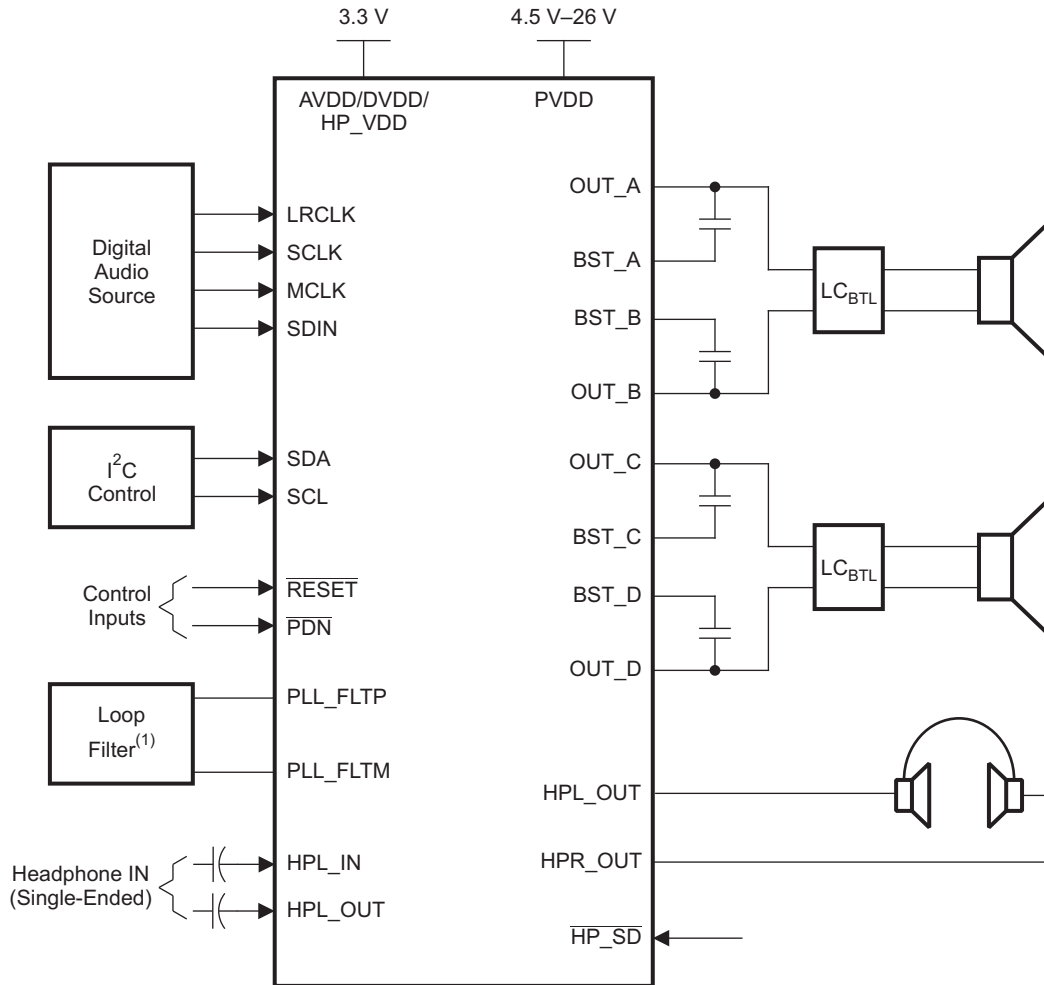 3.3 V
4.5 V–26 V
AVDD/DVDD/
HP_VDD
PVDD
Digital
Audio
Source
LRCLK
SCLK
MCLK
SDIN
I²C
Control
SDA
SCL
Control
Inputs
RESET
PDN
Loop
Filter(1)
PLL_FLTP
PLL_FLTM
Headphone IN
(Single-Ended)
HPL_IN
HPL_OUT
OUT_A
BST_A
BST_B
OUT_B
LCBTL
OUT_C
BST_C
BST_D
OUT_D
LCBTL
HPL_OUT
HPR_OUT
HP_SD